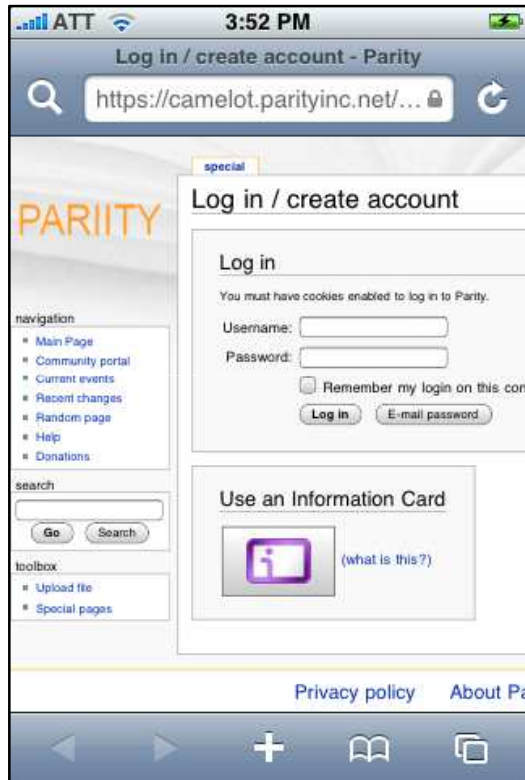 ATT 3:52 PM
Log in / create account - Parity
https://camelot.parityinc.net/...
special
PARIITY
Log in / create account
Log in
You must have cookies enabled to log in to Parity.
Username:
Password:
Remember my login on this con
Log in E-mail password
navigation
Main Page
Community portal
Current events
Recent changes
Random page
Help
Donations
search
Go Search
toolbox
Upload file
Special pages
Use an Information Card
i (what is this?)
Privacy policy About Pa